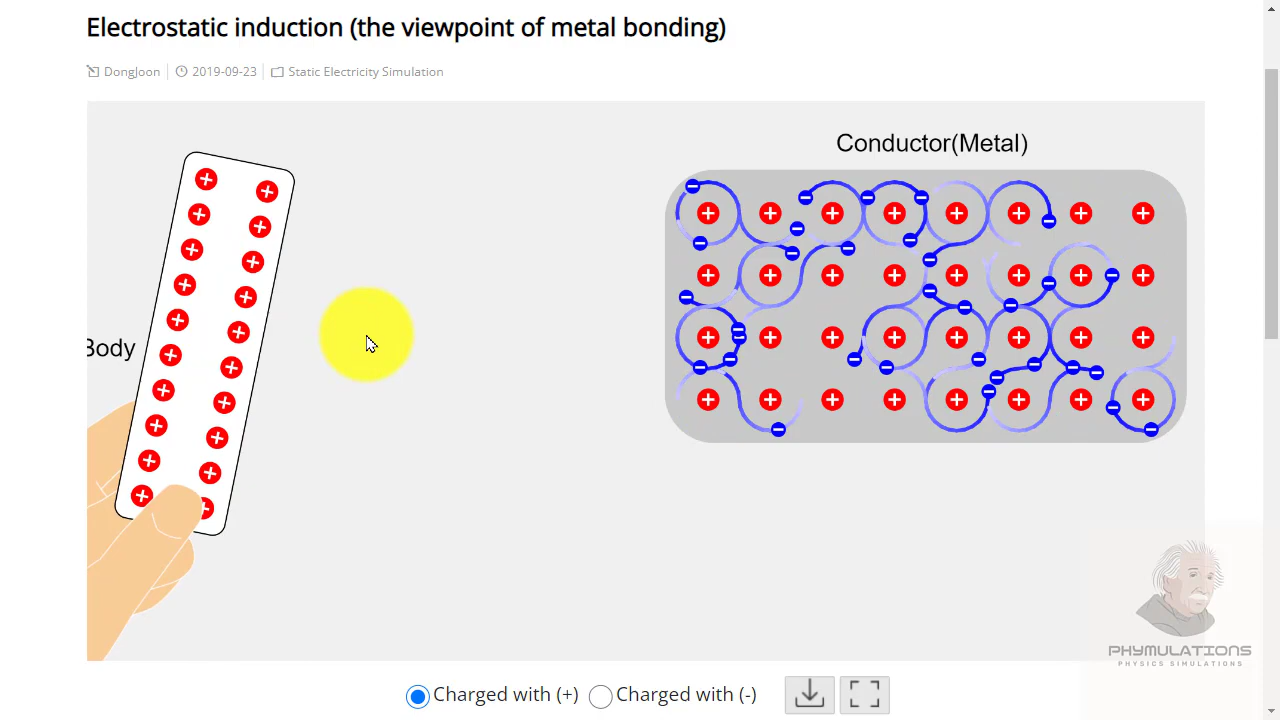 Electrostatic induction (the viewpoint of metal bonding)
DongJoon 2019-09-23 Static Electricity Simulation
Conductor(Metal)
Body
Charged with (+) Charged with (-)
PHYMULATIONS
PHYSICS SIMULATIONS